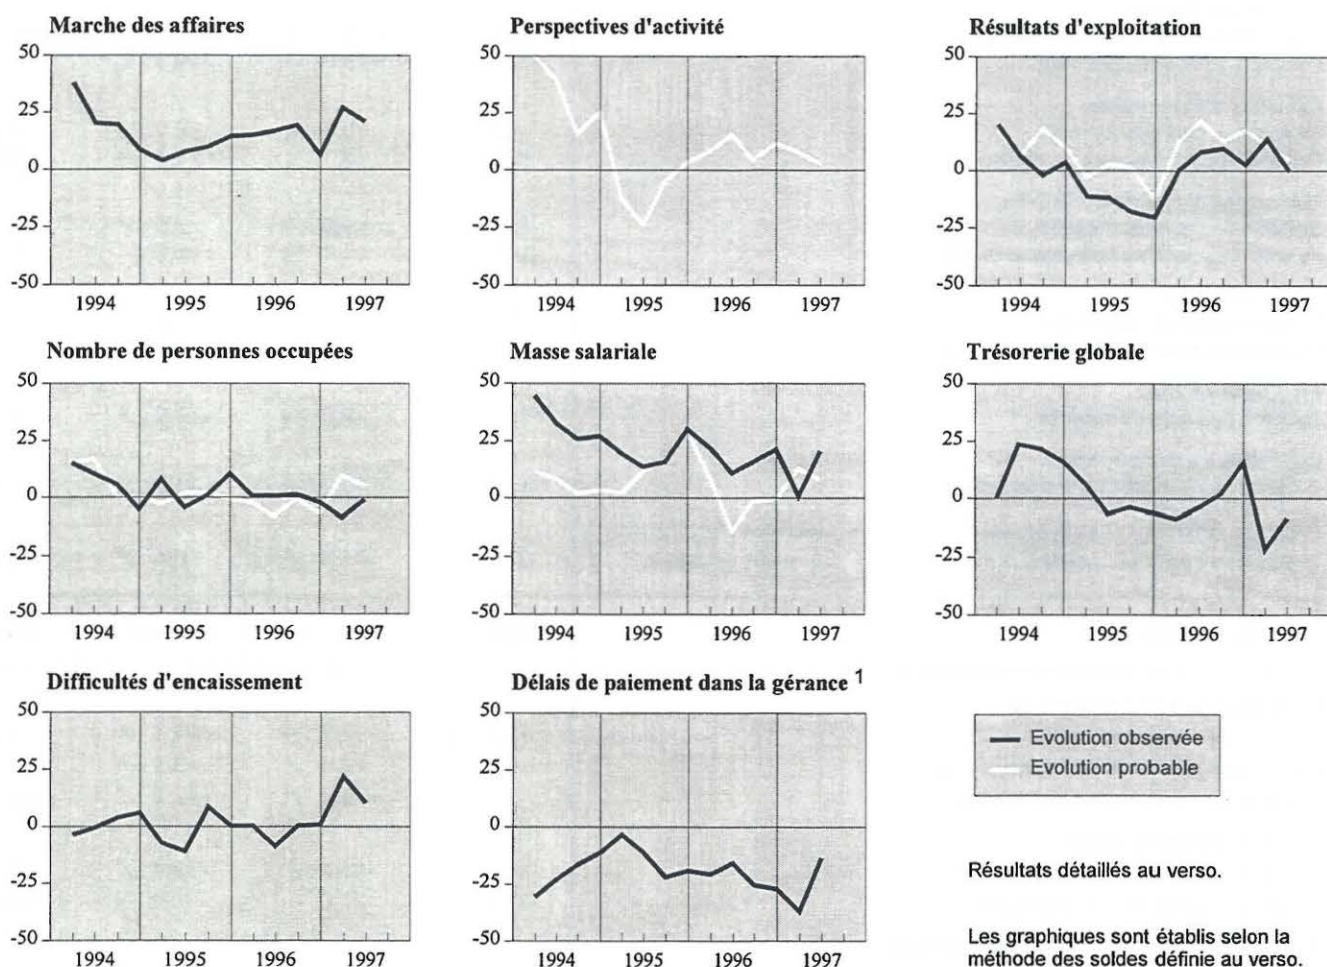 Marche des affaires
50
25
0
-25
-50
1994 1995 1996 1997
Perspectives d'activité
50
25
0
-25
-50
1994 1995 1996 1997
Résultats d'exploitation
50
25
0
-25
-50
1994 1995 1996 1997
Nombre de personnes occupées
50
25
0
-25
-50
1994 1995 1996 1997
Masse salariale
50
25
0
-25
-50
1994 1995 1996 1997
Trésorerie globale
50
25
0
-25
-50
1994 1995 1996 1997
Difficultés d'encaissement
50
25
0
-25
-50
1994 1995 1996 1997
Délais de paiement dans la gérance 1
50
25
0
-25
-50
1994 1995 1996 1997
Evolution observée
Evolution probable
Résultats détaillés au verso.
Les graphiques sont établis selon la
méthode des soldes définie au verso.